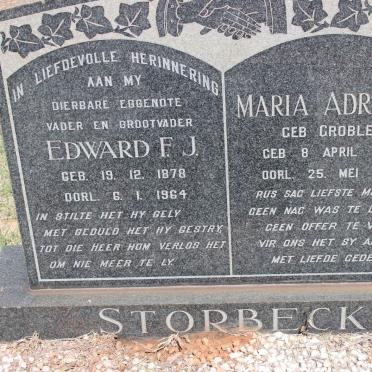 IN LIEFDEVOLLE HERINNERING
AAN MY
DIERBARE EGGENOTE
VADER EN GROOTVADER
EDWARD F. J.
GEB. 19. 12. 1878
OORL. 6. 1. 1964
IN STILTE HET HY GELY
MET GEDULD HET HY GESTRY
TOT DIE HEER HOM VERLOS HET
OM NIE MEER TE LY.
MARIA ADR
GEB GROBLE
GEB 8 APRIL
OORL. 25 MEI
RUS SAG LIEFSTE M
GEEN NAG WAS TE
GEEN OFFER TE
VIR ONS HET SY A
MET LIEFDE GEDE
STORBECK